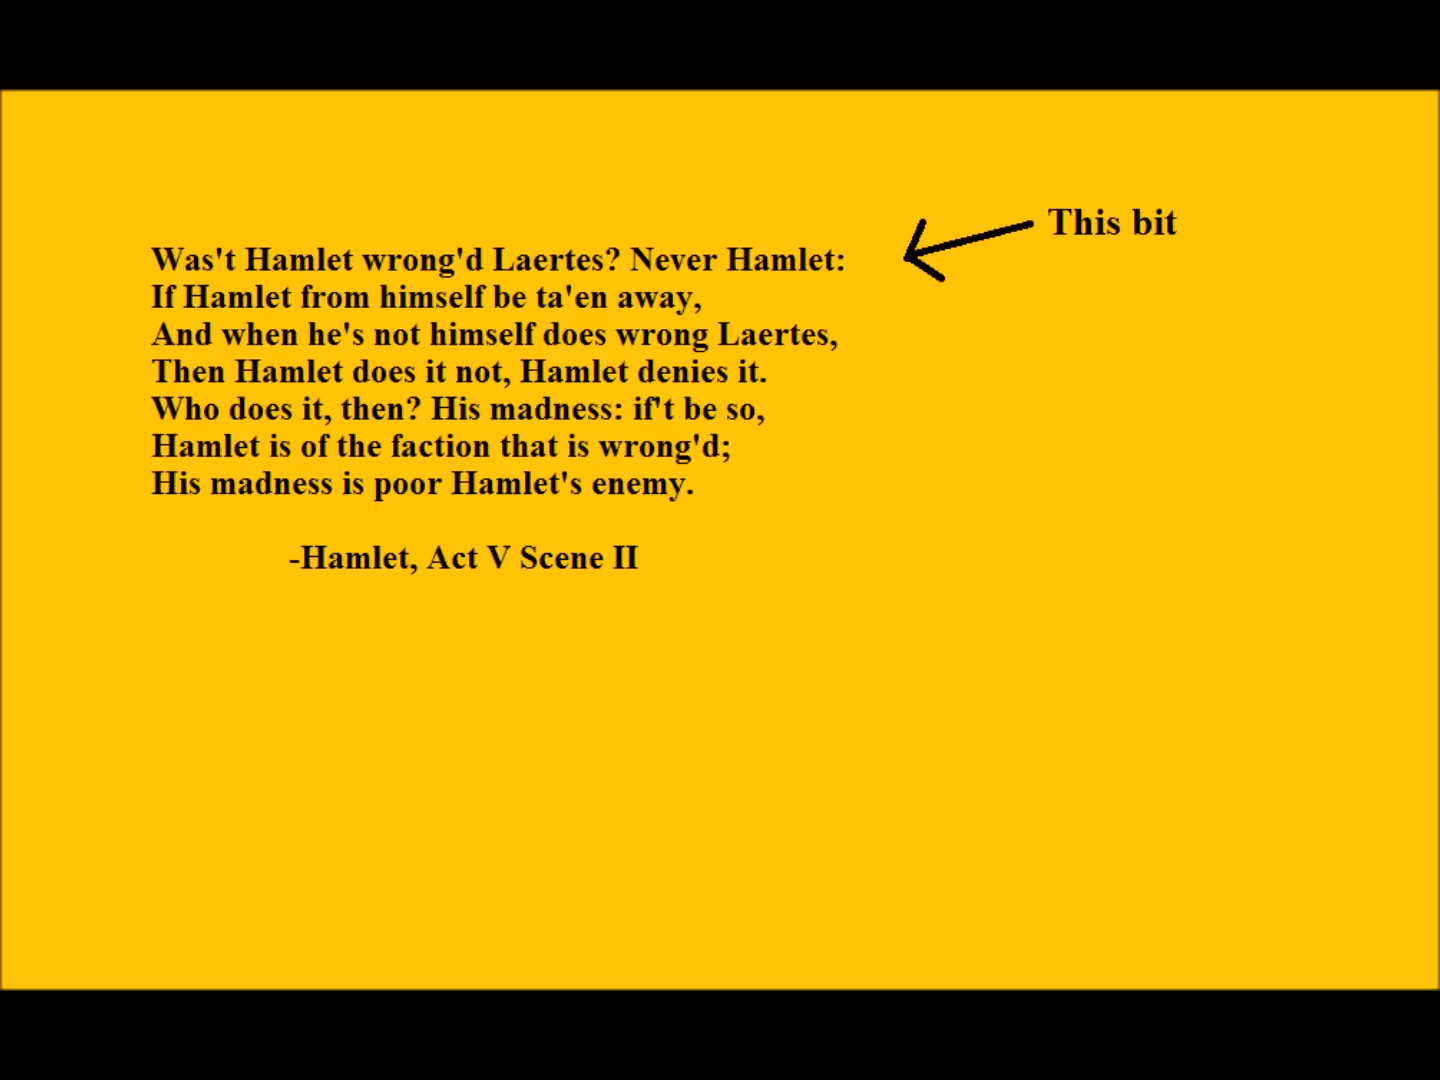 This bit
Was't Hamlet wrong'd Laertes? Never Hamlet:
If Hamlet from himself be ta'en away,
And when he's not himself does wrong Laertes,
Then Hamlet does it not, Hamlet denies it.
Who does it, then? His madness: if't be so,
Hamlet is of the faction that is wrong'd;
His madness is poor Hamlet's enemy.
-Hamlet, Act V Scene II